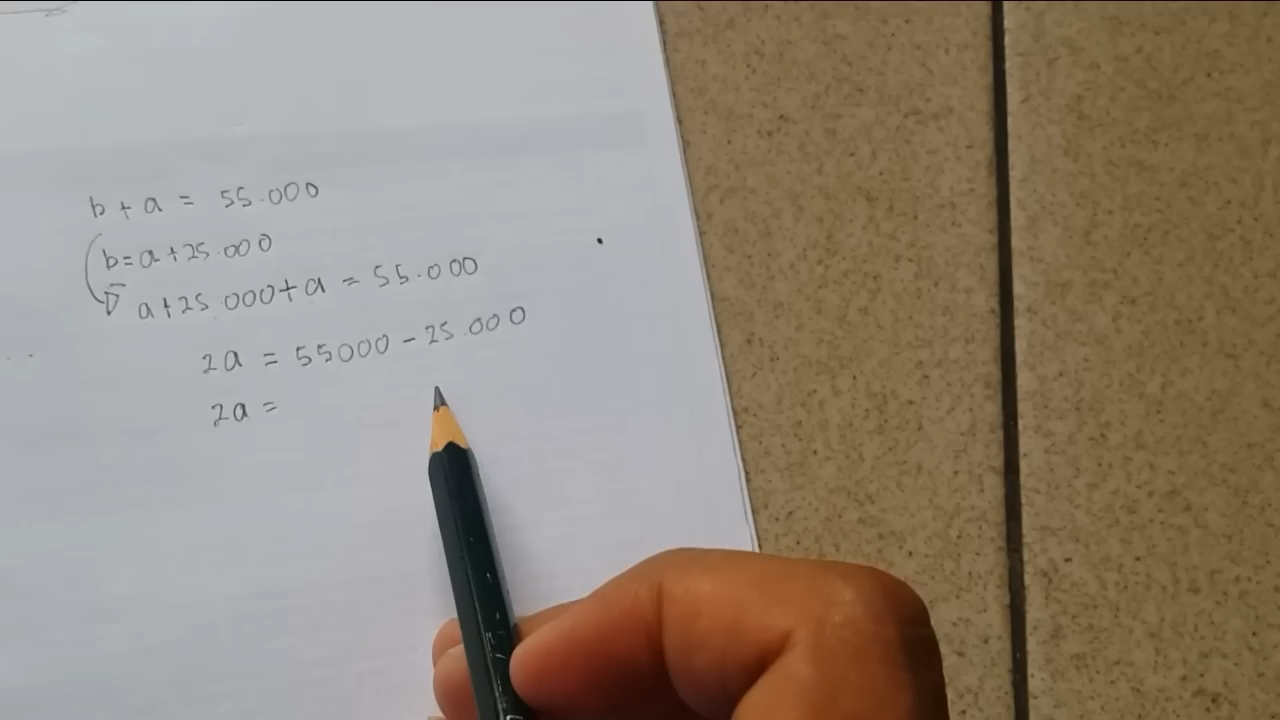 b + a = 55.000
b = a + 25.000
a + 25.000 + a = 55.000
2a = 55000 - 25.000
2a =